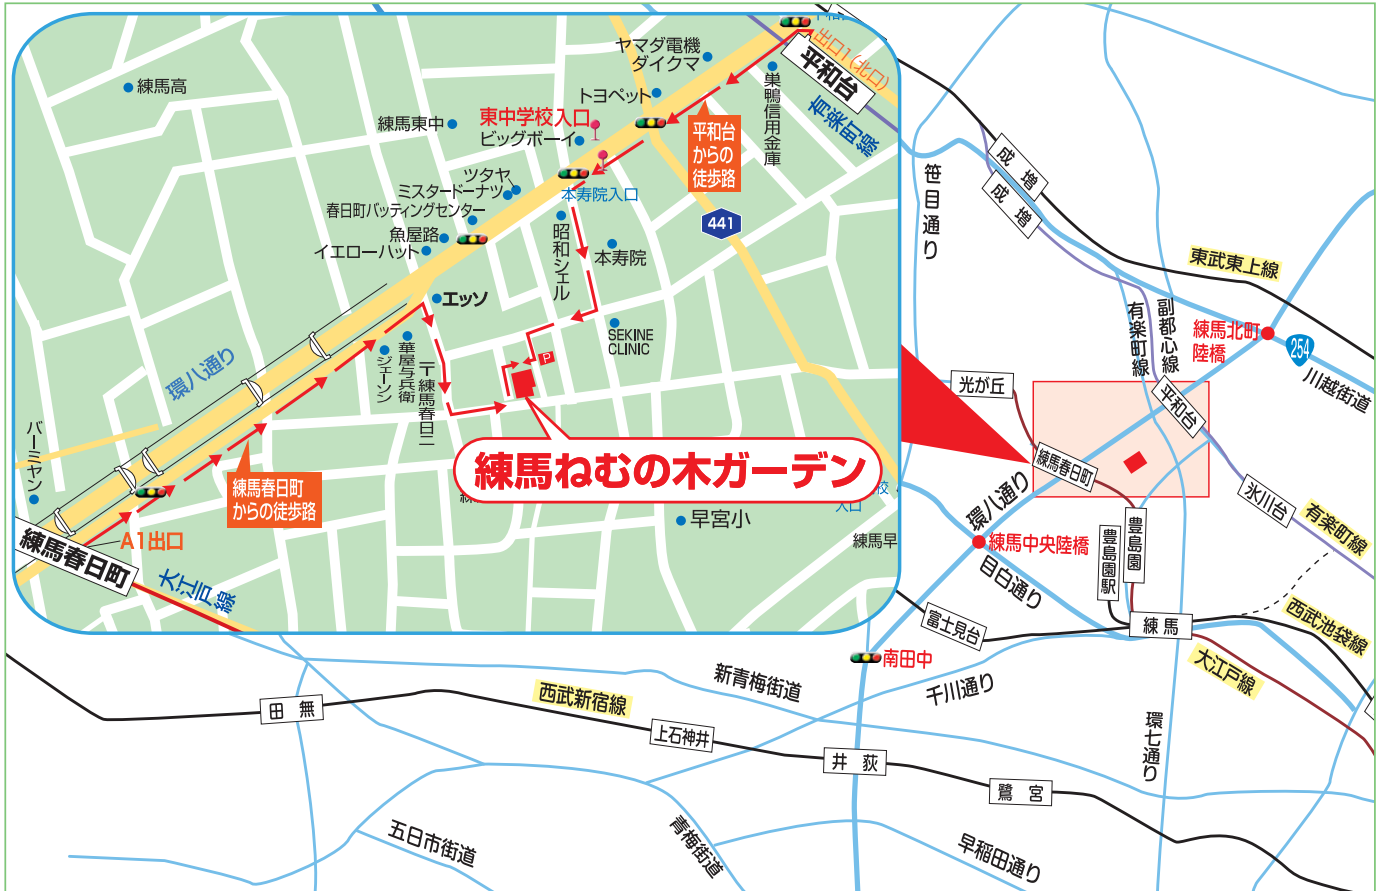 練馬高
ヤマダ電機
ダイクマ
トヨペット
出口1(北口)
平和台
有楽町線
巣鴨信用金庫
練馬東中
東中学校入口
ビッグボーイ
平和台
からの
徒歩路
ツタヤ
ミスタードーナツ
春日町バッティングセンター
魚屋路
イエローハット
本寿院入口
昭和シェル
本寿院
441
エッソ
SEKINE
CLINIC
P
環八通り
ジェーソン
華屋与兵衛
〒練馬春日二
バーミヤン
練馬春日町
からの徒歩路
練馬ねむの木ガーデン
A1出口
練馬春日町
大江戸線
早宮小
練馬早
校
入口
笹目通り
成増
成増
東武東上線
有楽町線
副都心線
練馬北町
陸橋
254
川越街道
光が丘
平和台
練馬春日町
氷川台
有楽町線
環八通り
練馬中央陸橋
目白通り
豊島園
豊島園駅
練馬
富士見台
西武池袋線
大江戸線
南田中
千川通り
新青梅街道
西武新宿線
田無
上石神井
井荻
鷺宮
環七通り
五日市街道
青梅街道
早稲田通り